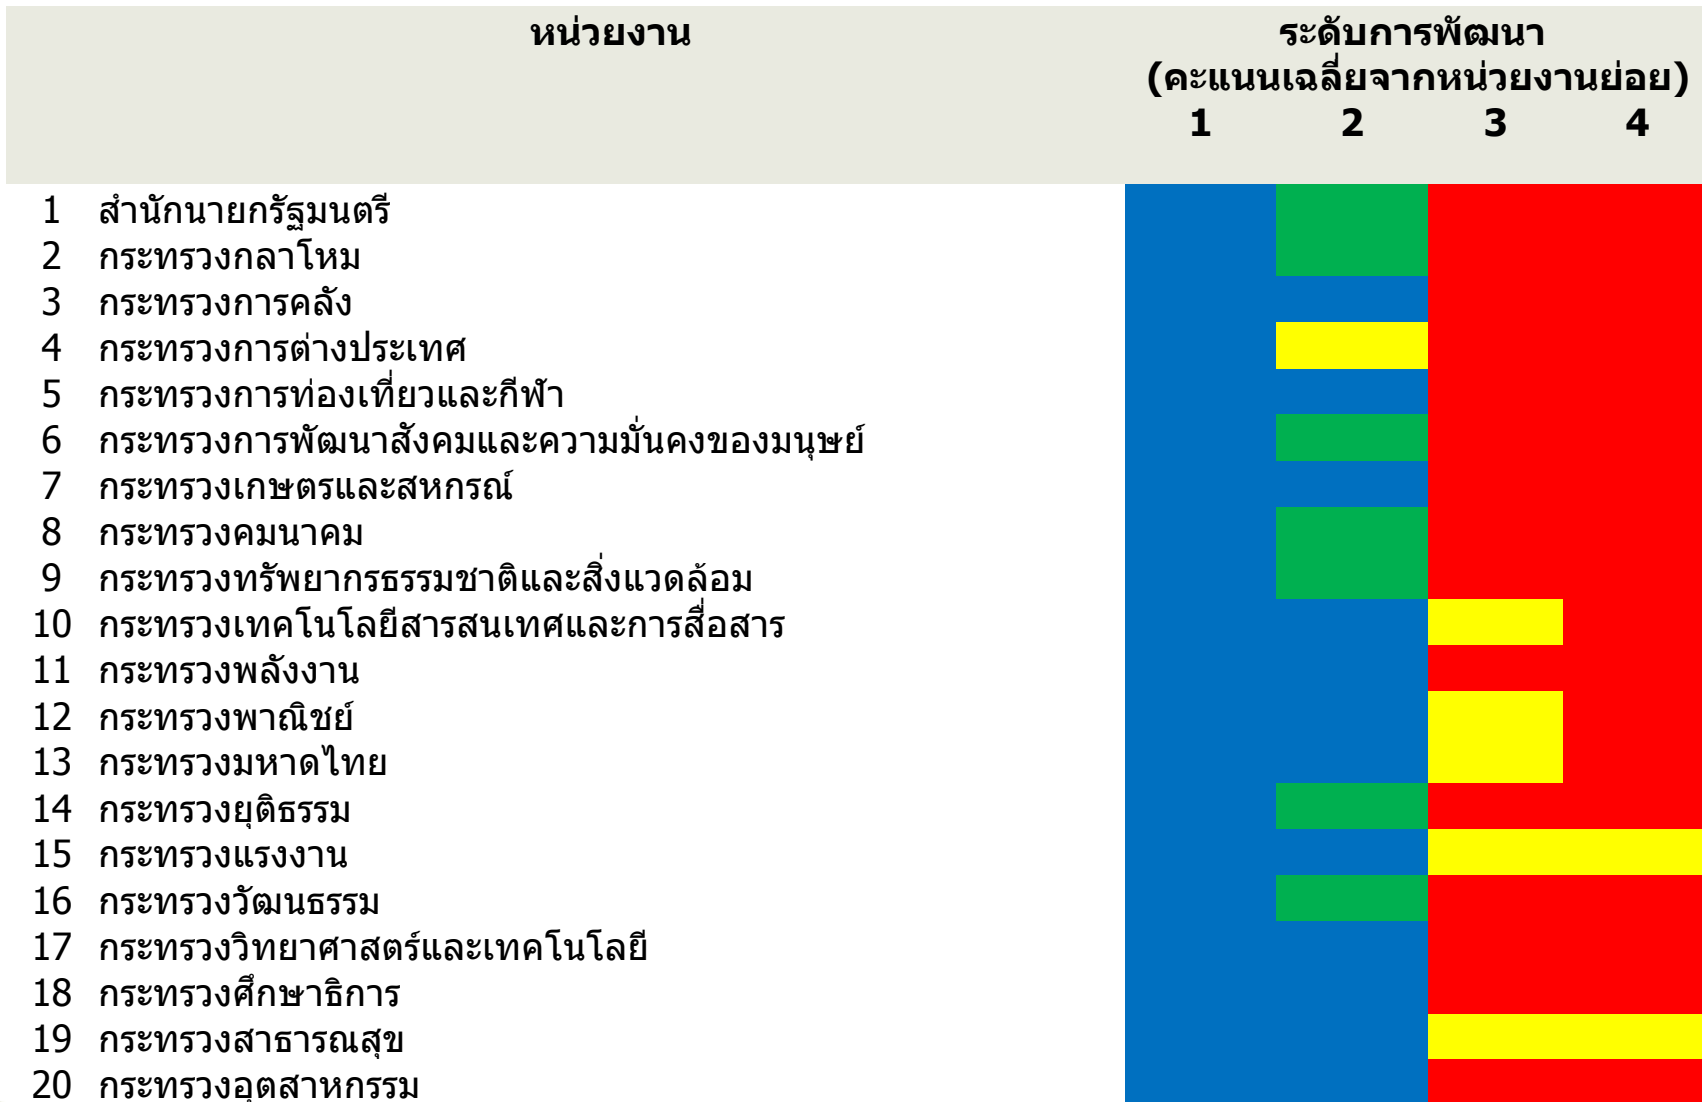 หน่วยงาน
ระดับการพัฒนา
(คะแนนเฉลี่ยจากหน่วยงานย่อย)
1 2 3 4
1 สำนักนายกรัฐมนตรี
2 กระทรวงกลาโหม
3 กระทรวงการคลัง
4 กระทรวงการต่างประเทศ
5 กระทรวงการท่องเที่ยวและกีฬา
6 กระทรวงการพัฒนาสังคมและความมั่นคงของมนุษย์
7 กระทรวงเกษตรและสหกรณ์
8 กระทรวงคมนาคม
9 กระทรวงทรัพยากรธรรมชาติและสิ่งแวดล้อม
10 กระทรวงเทคโนโลยีสารสนเทศและการสื่อสาร
11 กระทรวงพลังงาน
12 กระทรวงพาณิชย์
13 กระทรวงมหาดไทย
14 กระทรวงยุติธรรม
15 กระทรวงแรงงาน
16 กระทรวงวัฒนธรรม
17 กระทรวงวิทยาศาสตร์และเทคโนโลยี
18 กระทรวงศึกษาธิการ
19 กระทรวงสาธารณสุข
20 กระทรวงอุตสาหกรรม